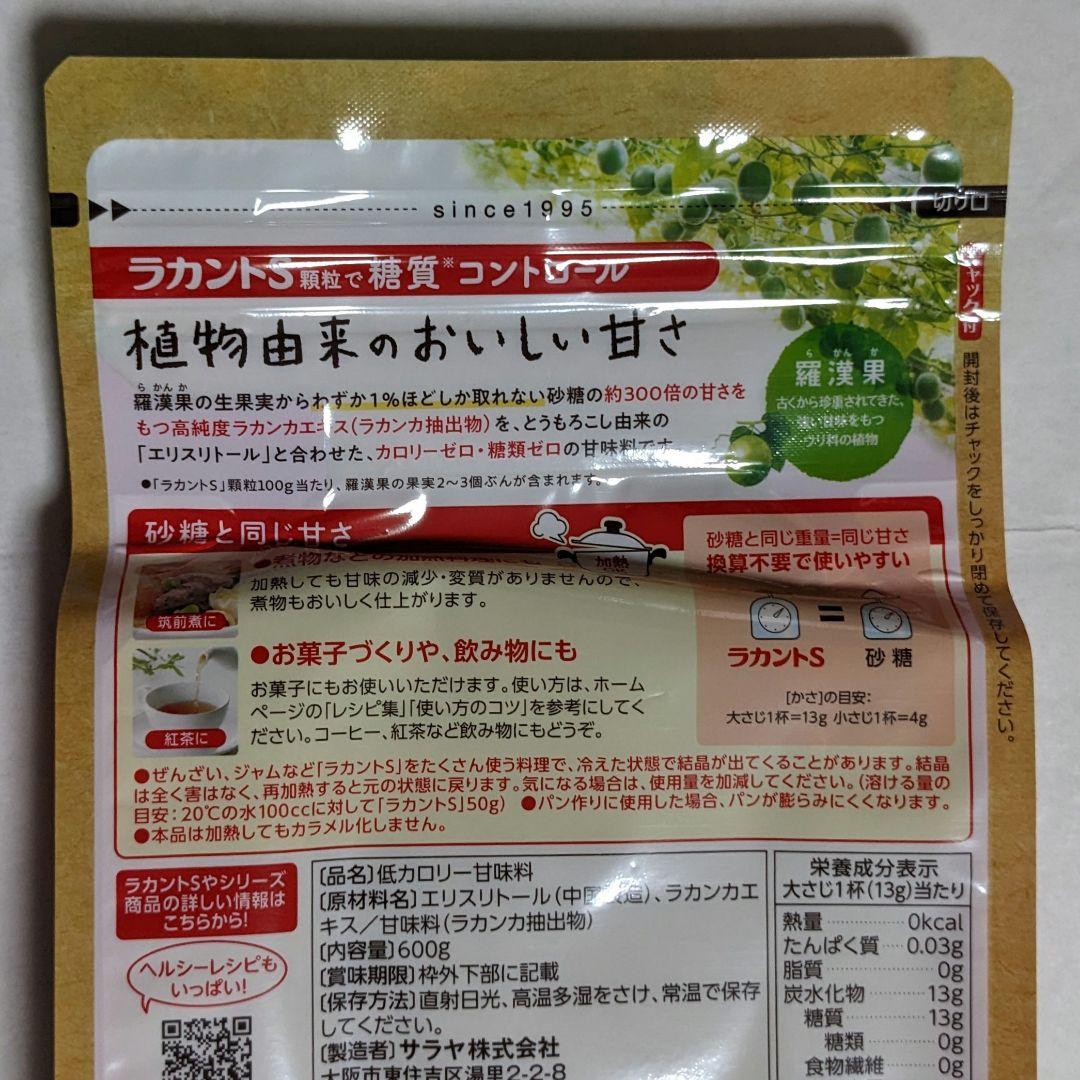 since1995
切り口
ラカントS 顆粒で 糖質※コントロール
植物由来のおいしい甘さ
ら かん か
羅漢果の生果実からわずか1%ほどしか取れない砂糖の約300倍の甘さを
もつ高純度ラカンカエキス(ラカンカ抽出物)を、とうもろこし由来の
「エリスリトール」と合わせた、カロリーゼロ・糖類ゼロの甘味料です
●「ラカントS」顆粒100g当たり、羅漢果の果実2〜3個ぶんが含まれます。
ら かん か
羅漢果
古くから珍重されてきた、
強い甘味をもつ
ウリ科の植物
チャック付
開封後はチャックをしっかり閉めて保存してください。
砂糖と同じ甘さ
●煮物などの加熱料理にも
加熱しても甘味の減少・変質がありませんので、
煮物もおいしく仕上がります。
加熱
筑前煮に
●お菓子づくりや、飲み物にも
お菓子にもお使いいただけます。使い方は、ホーム
ページの「レシピ集」「使い方のコツ」を参考にしてく
ださい。コーヒー、紅茶など飲み物にもどうぞ。
紅茶に
砂糖と同じ重量=同じ甘さ
換算不要で使いやすい
=
ラカントS 砂糖
[かさ]の目安:
大さじ1杯=13g 小さじ1杯=4g
●ぜんざい、ジャムなど「ラカントS」をたくさん使う料理で、冷えた状態で結晶が出てくることがあります。結晶
は全く害はなく、再加熱すると元の状態に戻ります。気になる場合は、使用量を加減してください。(溶ける量の
目安:20℃の水100ccに対して「ラカントS」50g) ●パン作りに使用した場合、パンが膨らみにくくなります。
●本品は加熱してもカラメル化しません。
ラカントSやシリーズ
商品の詳しい情報は
こちらから!
ヘルシーレシピも
いっぱい!
〔品名〕低カロリー甘味料
〔原材料名〕エリスリトール(中国製造)、ラカンカエ
キス/甘味料(ラカンカ抽出物)
〔内容量〕600g
〔賞味期限〕枠外下部に記載
〔保存方法〕直射日光、高温多湿をさけ、常温で保存
してください。
〔製造者〕サラヤ株式会社
大阪市東住吉区湯里2-2-8
栄養成分表示
大さじ1杯(13g)当たり
熱量 0kcal
たんぱく質 0.03g
脂質 0g
炭水化物 13g
糖質 13g
糖類 0g
食物繊維 0g